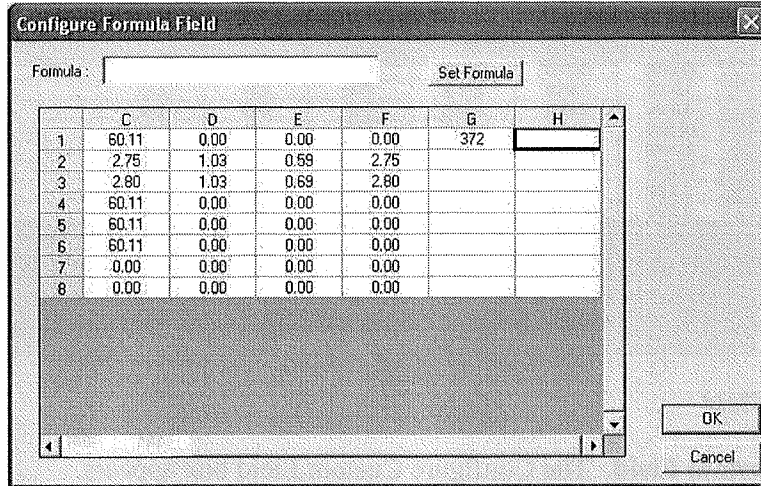 Configure Formula Field
Formula : Set Formula
C D E F G H
1 60.11 0.00 0.00 0.00 372
2 2.75 1.03 0.59 2.75
3 2.80 1.03 0.69 2.80
4 60.11 0.00 0.00 0.00
5 60.11 0.00 0.00 0.00
6 60.11 0.00 0.00 0.00
7 0.00 0.00 0.00 0.00
8 0.00 0.00 0.00 0.00
OK
Cancel